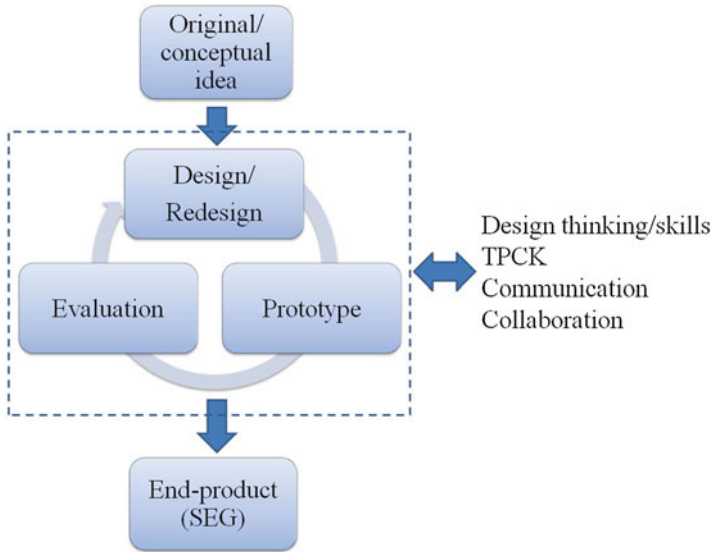 Original/
conceptual
idea
Design/
Redesign
Evaluation
Prototype
Design thinking/skills
TPCK
Communication
Collaboration
End-product
(SEG)